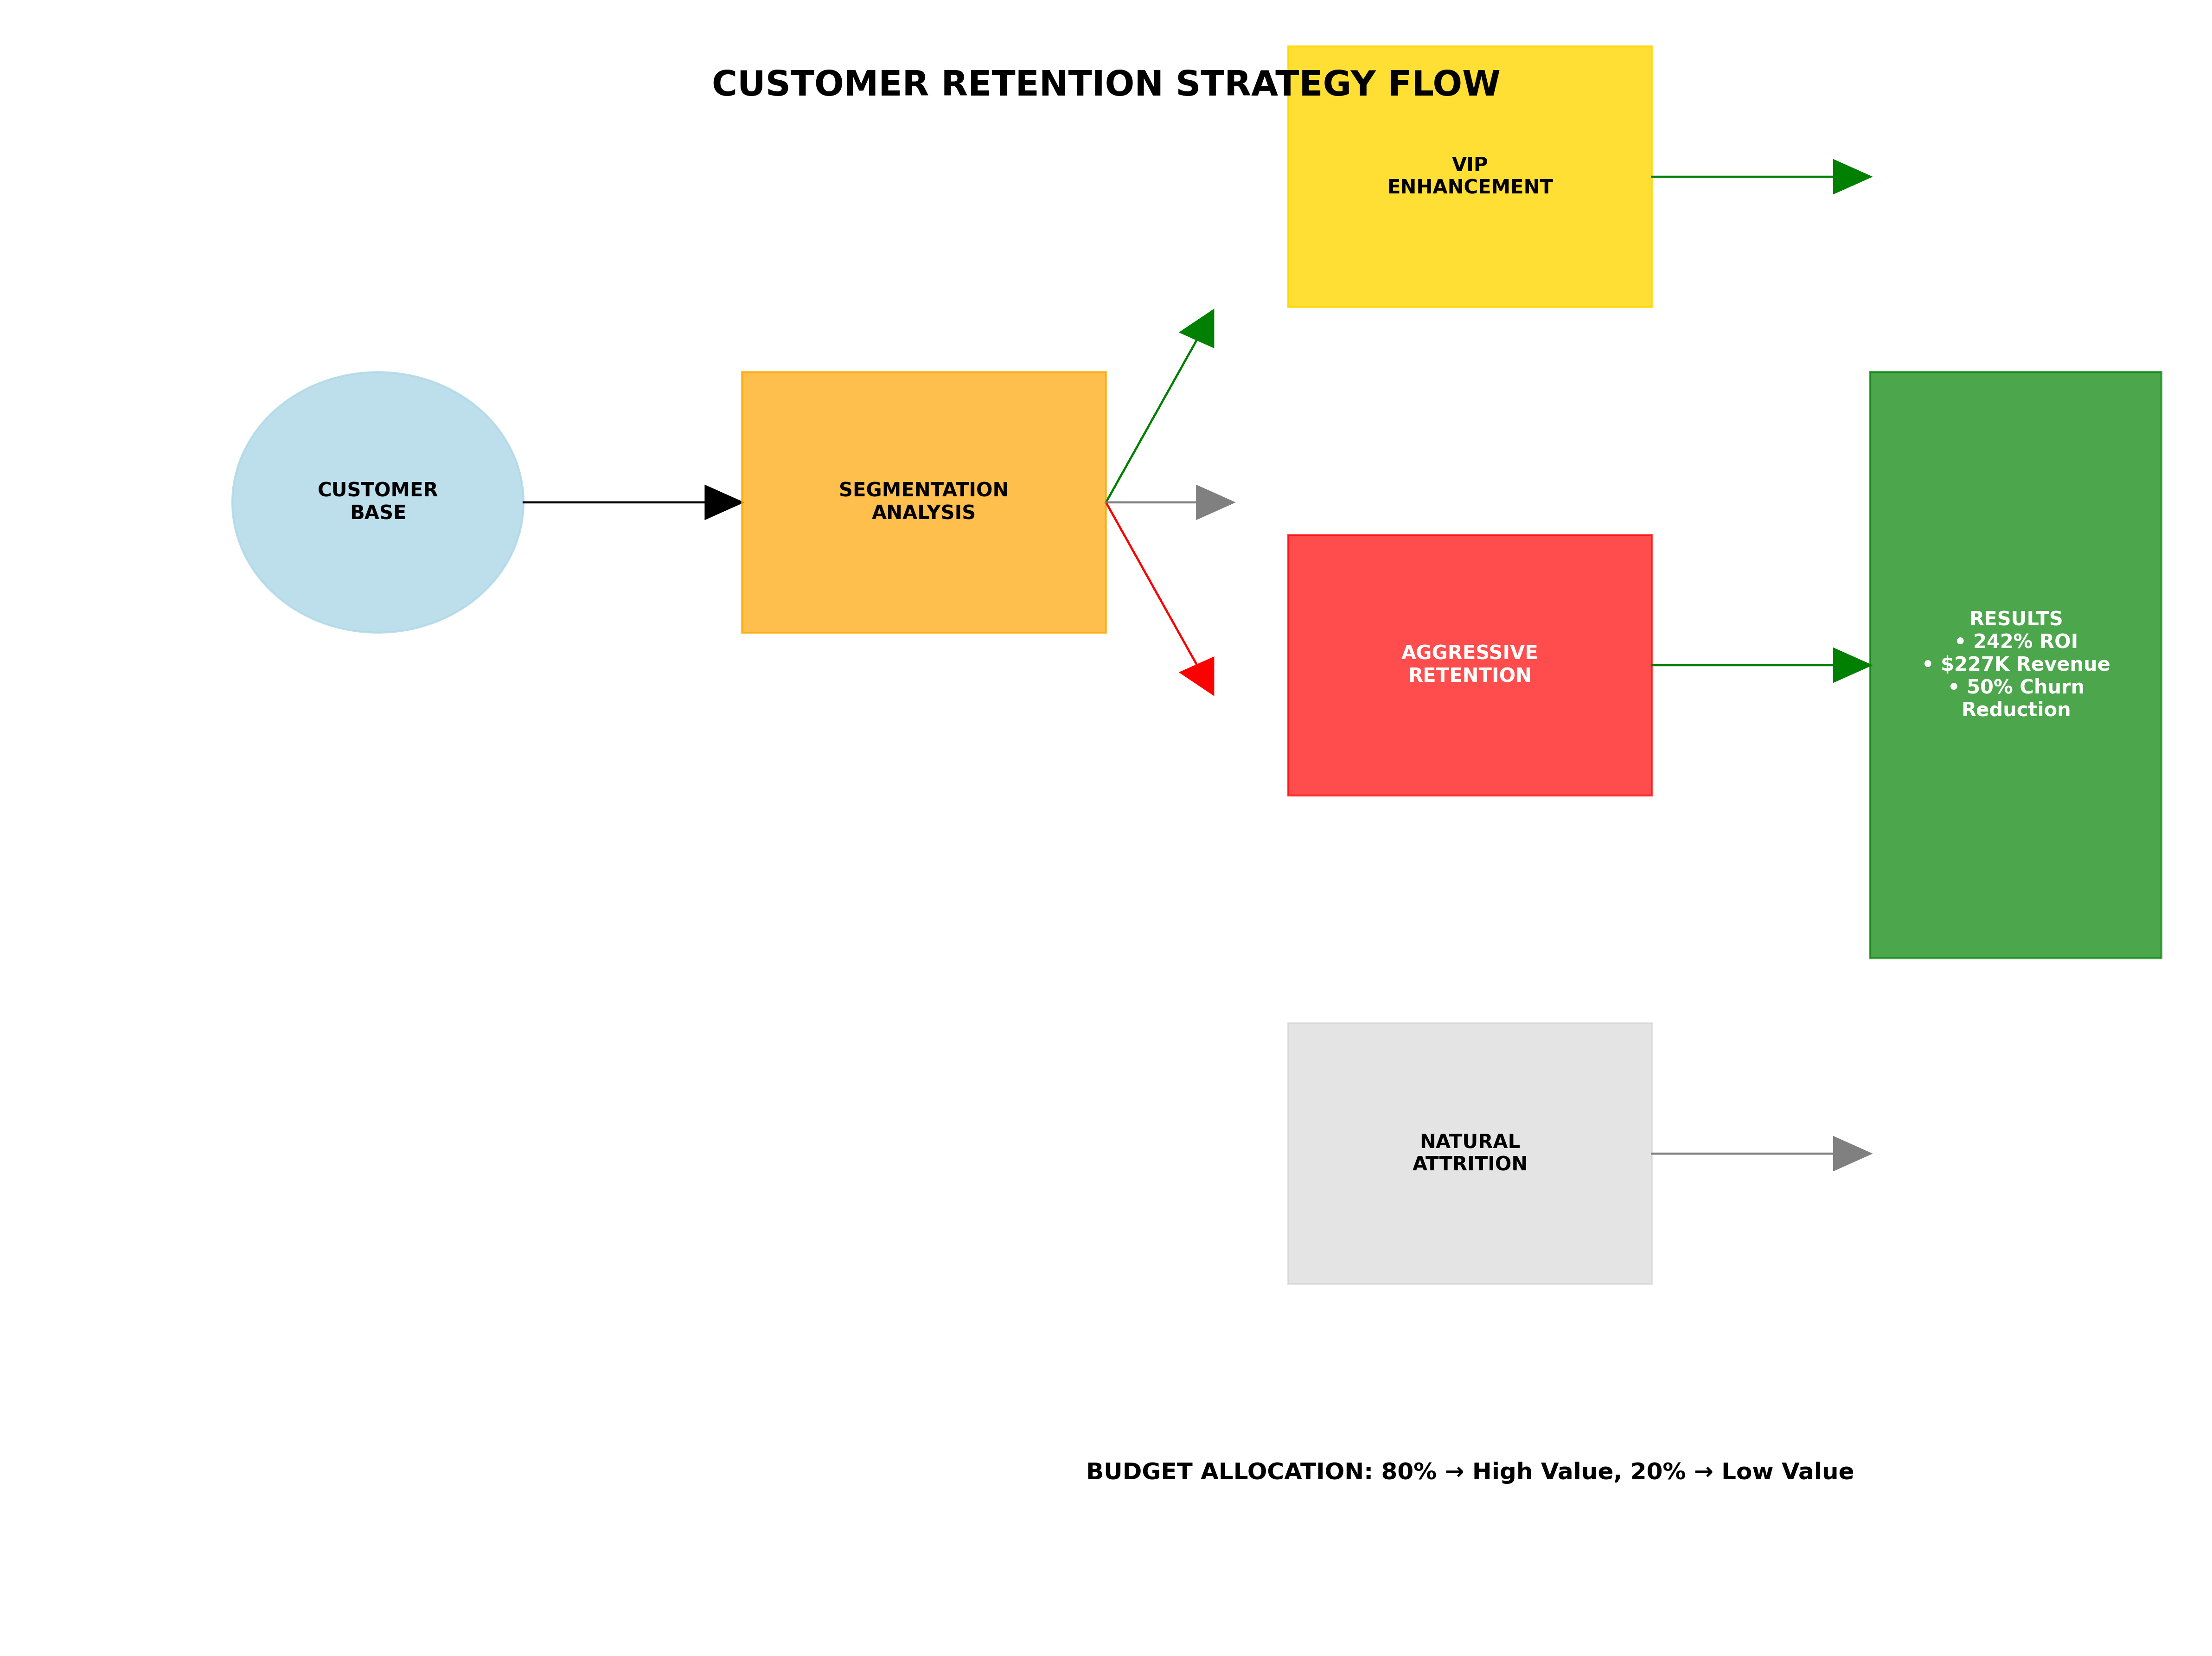 CUSTOMER RETENTION STRATEGY FLOW
VIP
ENHANCEMENT
CUSTOMER
BASE
SEGMENTATION
ANALYSIS
AGGRESSIVE
RETENTION
RESULTS
• 242% ROI
• $227K Revenue
• 50% Churn
Reduction
NATURAL
ATTRITION
BUDGET ALLOCATION: 80% → High Value, 20% → Low Value